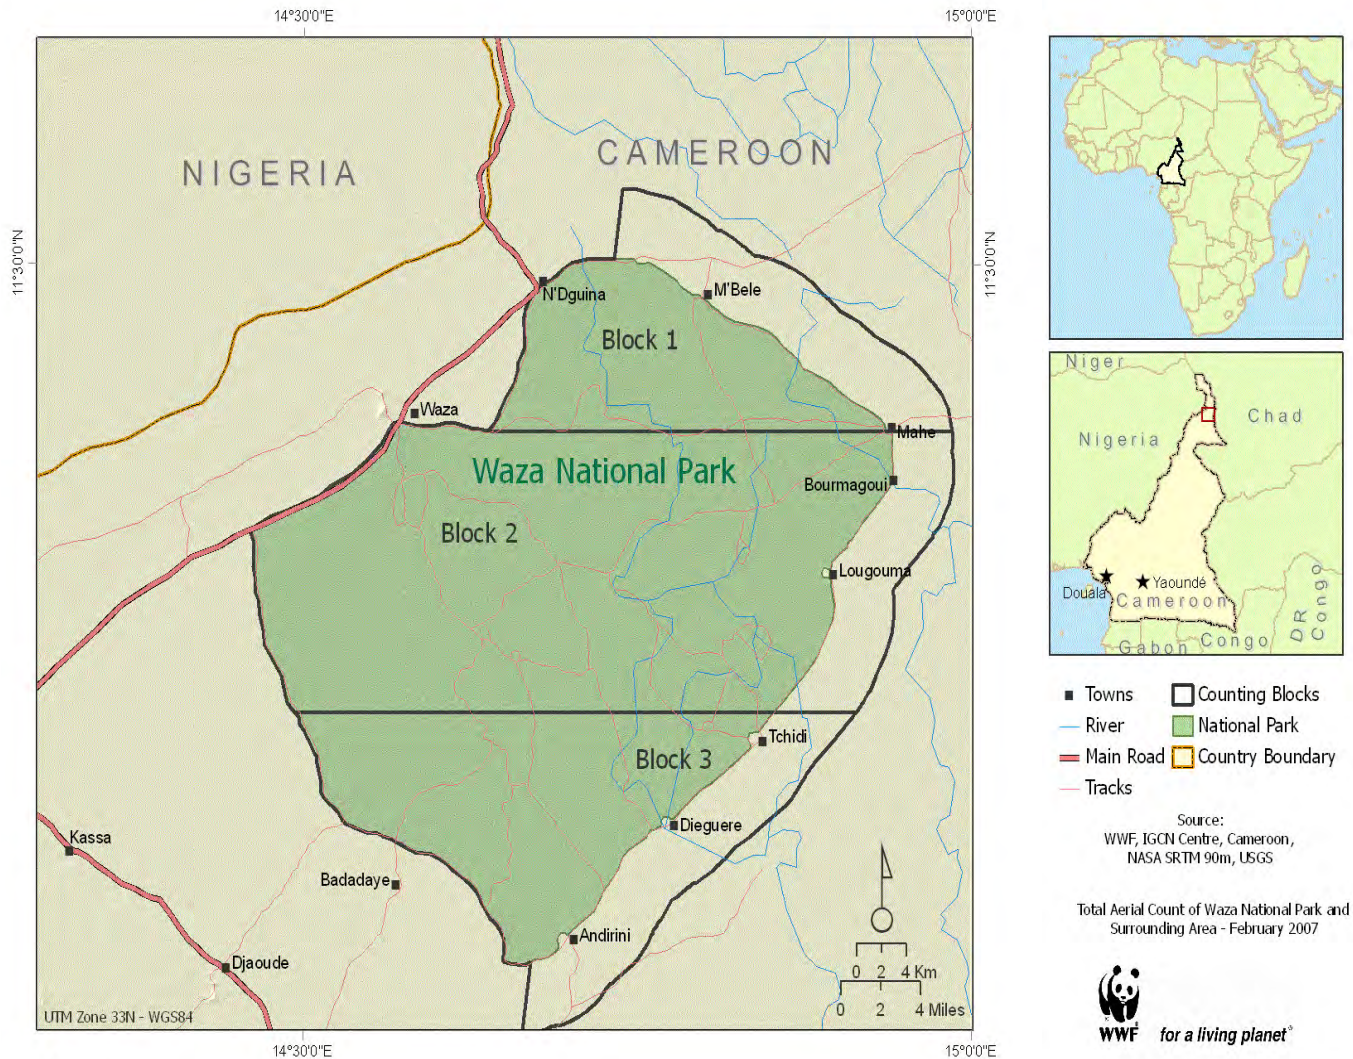 14°30'0"E
15°0'0"E
NIGERIA
CAMEROON
11°30'0"N
11°30'0"N
N'Dguina
M'Bele
Block 1
Waza
Mahe
Waza National Park
Bourmagoui
Block 2
Lougouma
Tchidi
Block 3
Dieguere
Kassa
Badadaye
Andirini
Djaoude
0 2 4 Km
0 2 4 Miles
UTM Zone 33N - WGS84
14°30'0"E
15°0'0"E
Niger
Chad
Nigeria
Yaoundé
Douala
Cameroon
DR
Congo
Congo
Gabon
Towns
Counting Blocks
River
National Park
Main Road
Country Boundary
Tracks
Source:
WWF, IGCN Centre, Cameroon,
NASA SRTM 90m, USGS
Total Aerial Count of Waza National Park and
Surrounding Area - February 2007
WWF
for a living planet®